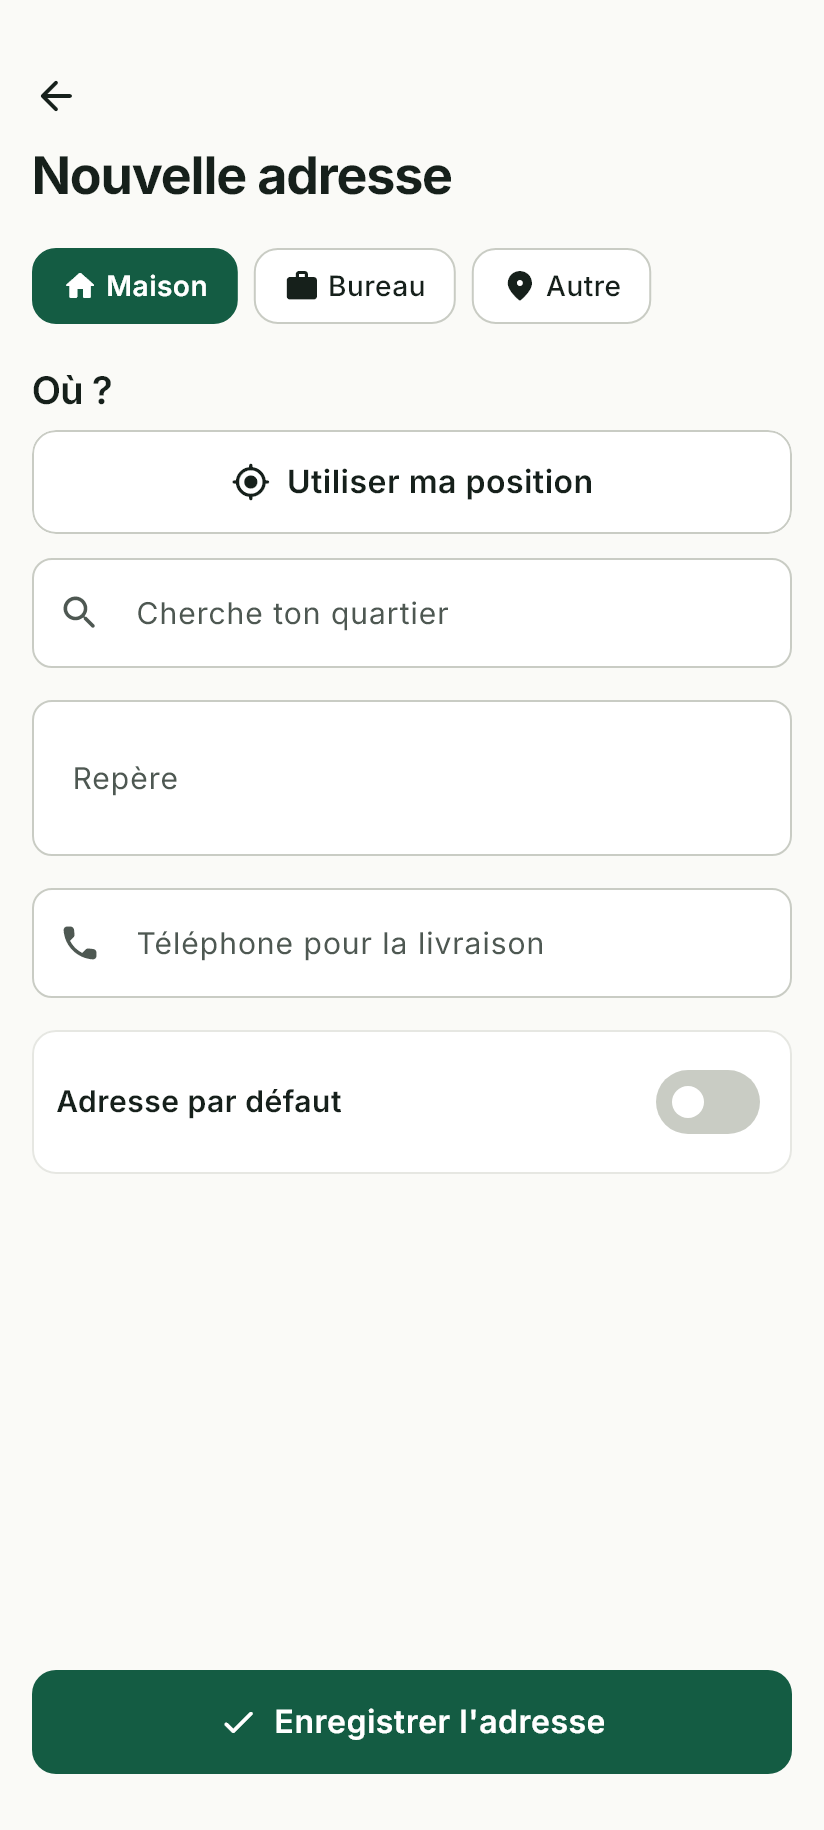 Nouvelle adresse
Maison
Bureau
Autre
Où ?
Utiliser ma position
Cherche ton quartier
Repère
Téléphone pour la livraison
Adresse par défaut
Enregistrer l'adresse